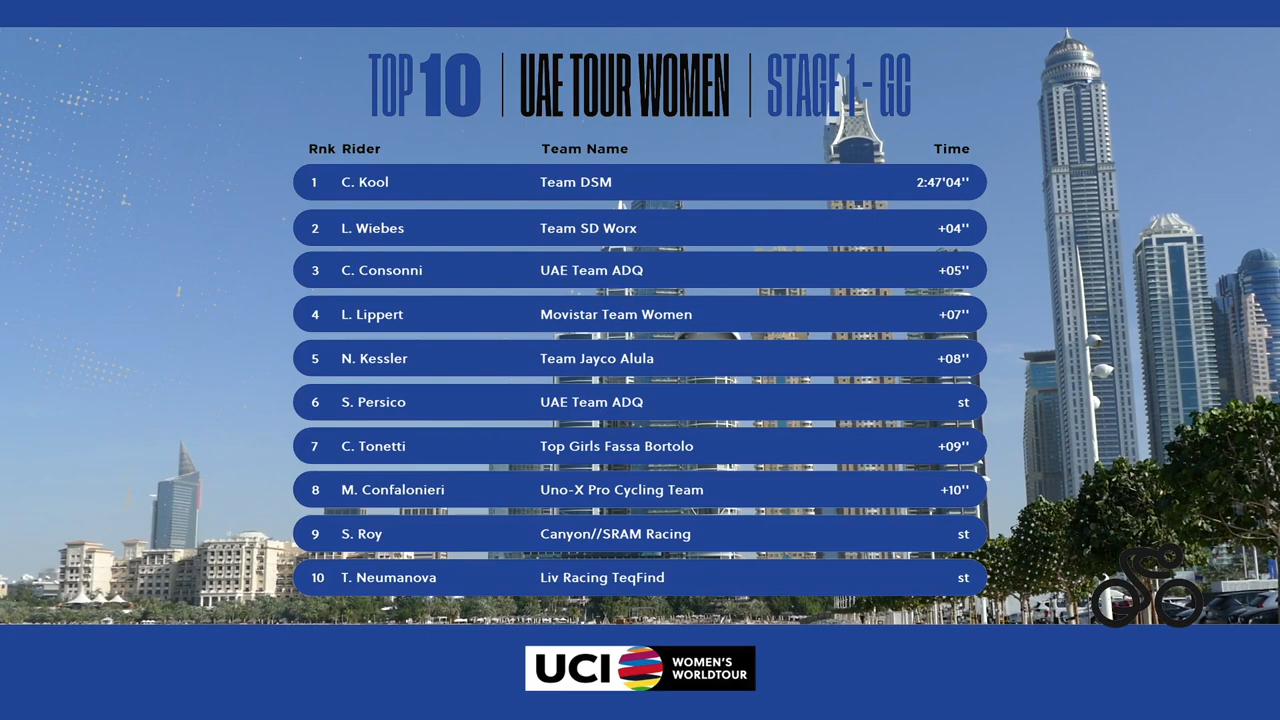 TOP 10 | UAE TOUR WOMEN | STAGE 1 - GC
Rnk Rider Team Name Time
1 C. Kool Team DSM 2:47'04''
2 L. Wiebes Team SD Worx +04''
3 C. Consonni UAE Team ADQ +05''
4 L. Lippert Movistar Team Women +07''
5 N. Kessler Team Jayco Alula +08''
6 S. Persico UAE Team ADQ st
7 C. Tonetti Top Girls Fassa Bortolo +09''
8 M. Confalonieri Uno-X Pro Cycling Team +10''
9 S. Roy Canyon//SRAM Racing st
10 T. Neumanova Liv Racing TeqFind st
UCI WOMEN'S
WORLDTOUR